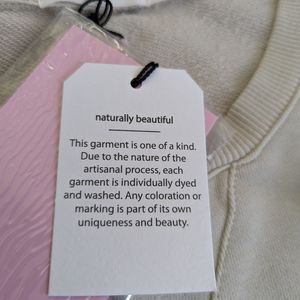 naturally beautiful
This garment is one of a kind.
Due to the nature of the
artisanal process, each
garment is individually dyed
and washed. Any coloration or
marking is part of its own
uniqueness and beauty.